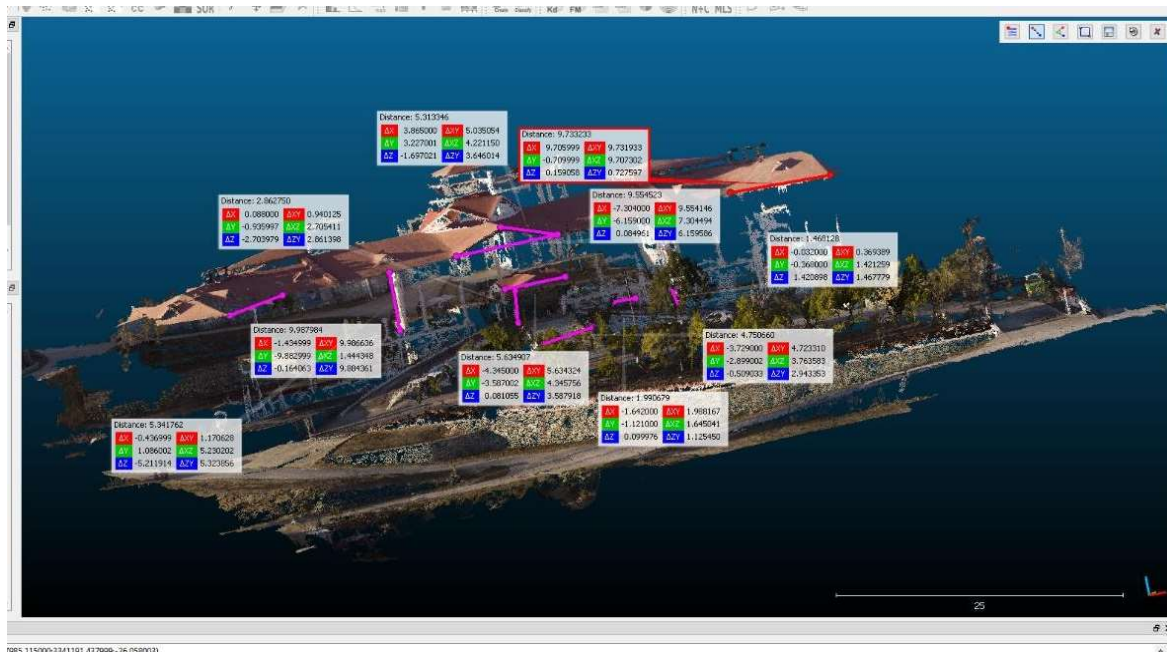 CC
SOR
Kd FM
N+C MLS
Distance: 5.313346
ΔX 3.865000 ΔXY 5.035054
ΔY 3.227001 ΔXZ 4.221150
ΔZ -1.697021 ΔZY 3.646014
Distance: 9.733233
ΔX 9.705999 ΔXY 9.731933
ΔY -0.709999 ΔXZ 9.707302
ΔZ 0.159058 ΔZY 0.727597
Distance: 2.862750
ΔX 0.088000 ΔXY 0.940125
ΔY -0.935997 ΔXZ 2.705411
ΔZ -2.703979 ΔZY 2.861398
Distance: 9.554523
ΔX -7.304000 ΔXY 9.554146
ΔY -6.159000 ΔXZ 7.304494
ΔZ 0.084961 ΔZY 6.159586
Distance: 1.468128
ΔX -0.032000 ΔXY 0.369389
ΔY -0.368000 ΔXZ 1.421259
ΔZ 1.420898 ΔZY 1.467779
Distance: 9.987984
ΔX -1.434999 ΔXY 9.986636
ΔY -9.882999 ΔXZ 1.444348
ΔZ -0.164063 ΔZY 9.884361
Distance: 4.750660
ΔX -3.729000 ΔXY 4.723310
ΔY -2.899002 ΔXZ 3.763583
ΔZ -0.509033 ΔZY 2.943353
Distance: 5.634907
ΔX -4.345000 ΔXY 5.634324
ΔY -3.587002 ΔXZ 4.345756
ΔZ 0.081055 ΔZY 3.587918
Distance: 1.990679
ΔX -1.642000 ΔXY 1.988167
ΔY -1.121000 ΔXZ 1.645041
ΔZ 0.099976 ΔZY 1.125450
Distance: 5.341762
ΔX -0.436999 ΔXY 1.170628
ΔY 1.086002 ΔXZ 5.230202
ΔZ -5.211914 ΔZY 5.323856
25
7985.115000;3341191.437999;-36.058003)